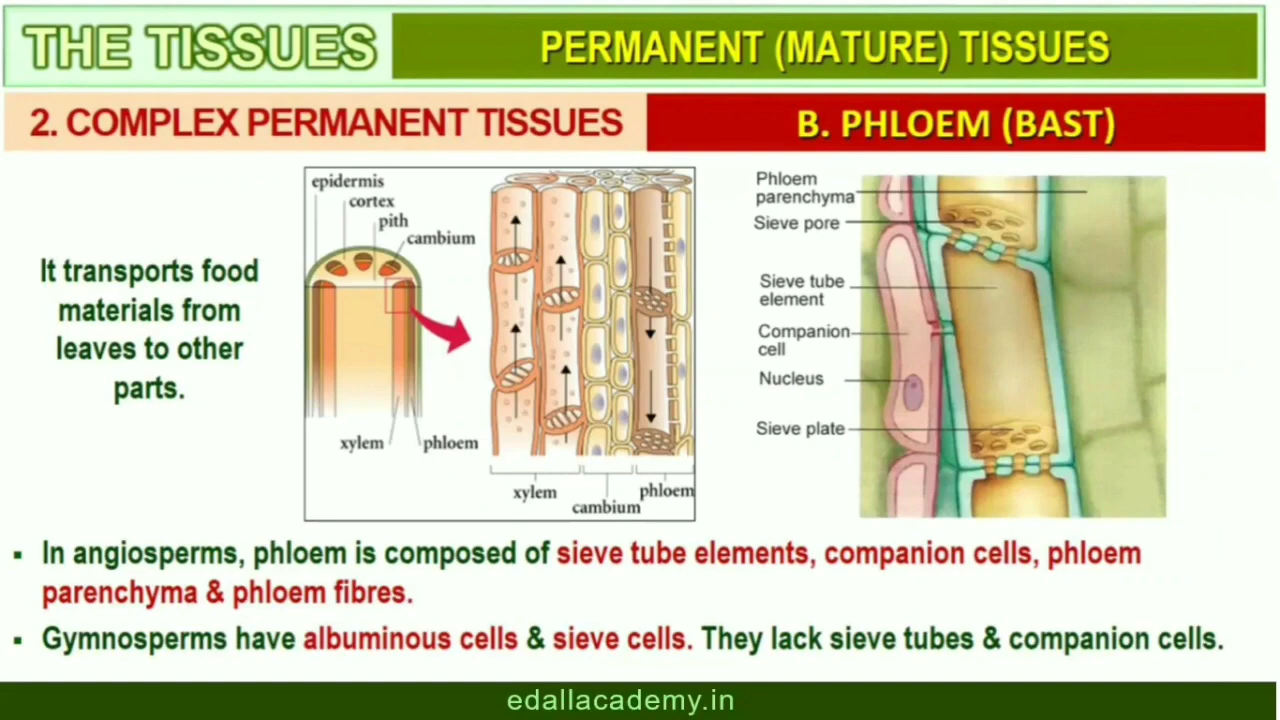 THE TISSUES
PERMANENT (MATURE) TISSUES
2. COMPLEX PERMANENT TISSUES
B. PHLOEM (BAST)
It transports food
materials from
leaves to other
parts.
epidermis
cortex
pith
cambium
xylem
phloem
xylem
cambium
phloem
Phloem
parenchyma
Sieve pore
Sieve tube
element
Companion
cell
Nucleus
Sieve plate
▪ In angiosperms, phloem is composed of sieve tube elements, companion cells, phloem
parenchyma & phloem fibres.
▪ Gymnosperms have albuminous cells & sieve cells. They lack sieve tubes & companion cells.
edallacademy.in